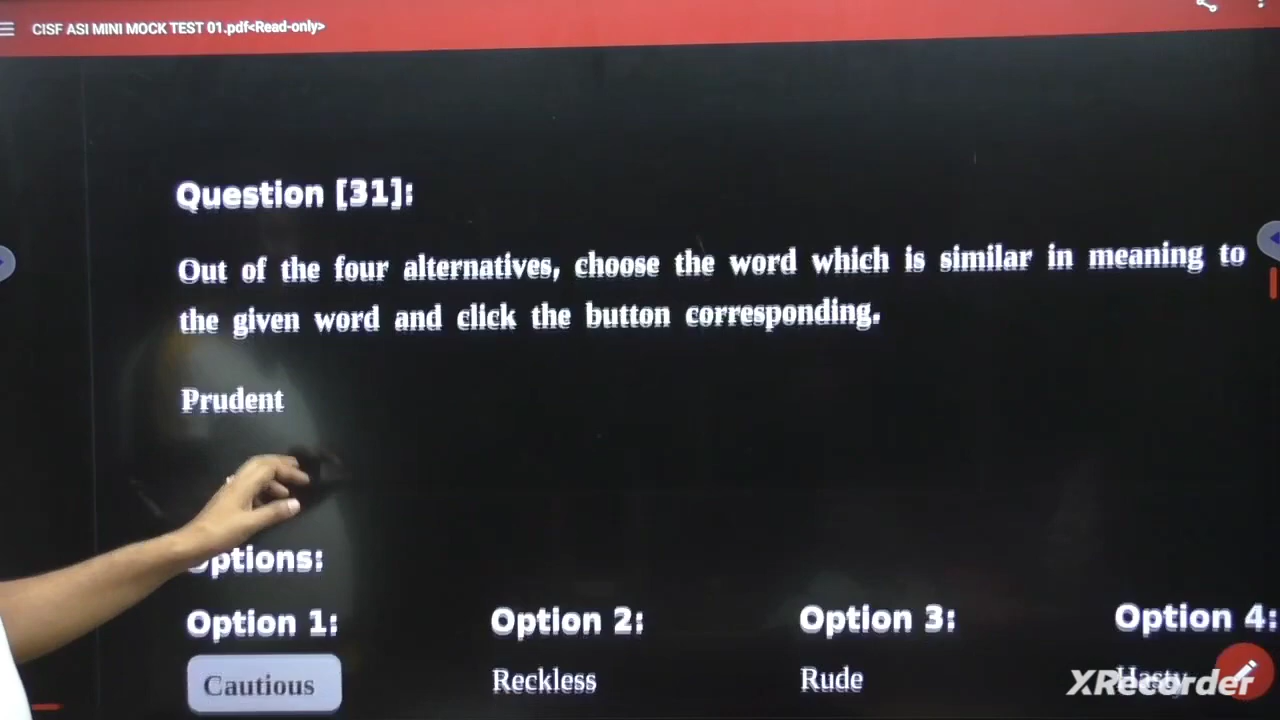 CISF ASI MINI MOCK TEST 01.pdf<Read-only>
Question [31]:
Out of the four alternatives, choose the word which is similar in meaning to
the given word and click the button corresponding.
Prudent
Options:
Option 1: Option 2: Option 3: Option 4:
Cautious Reckless Rude Hasty
XRecorder